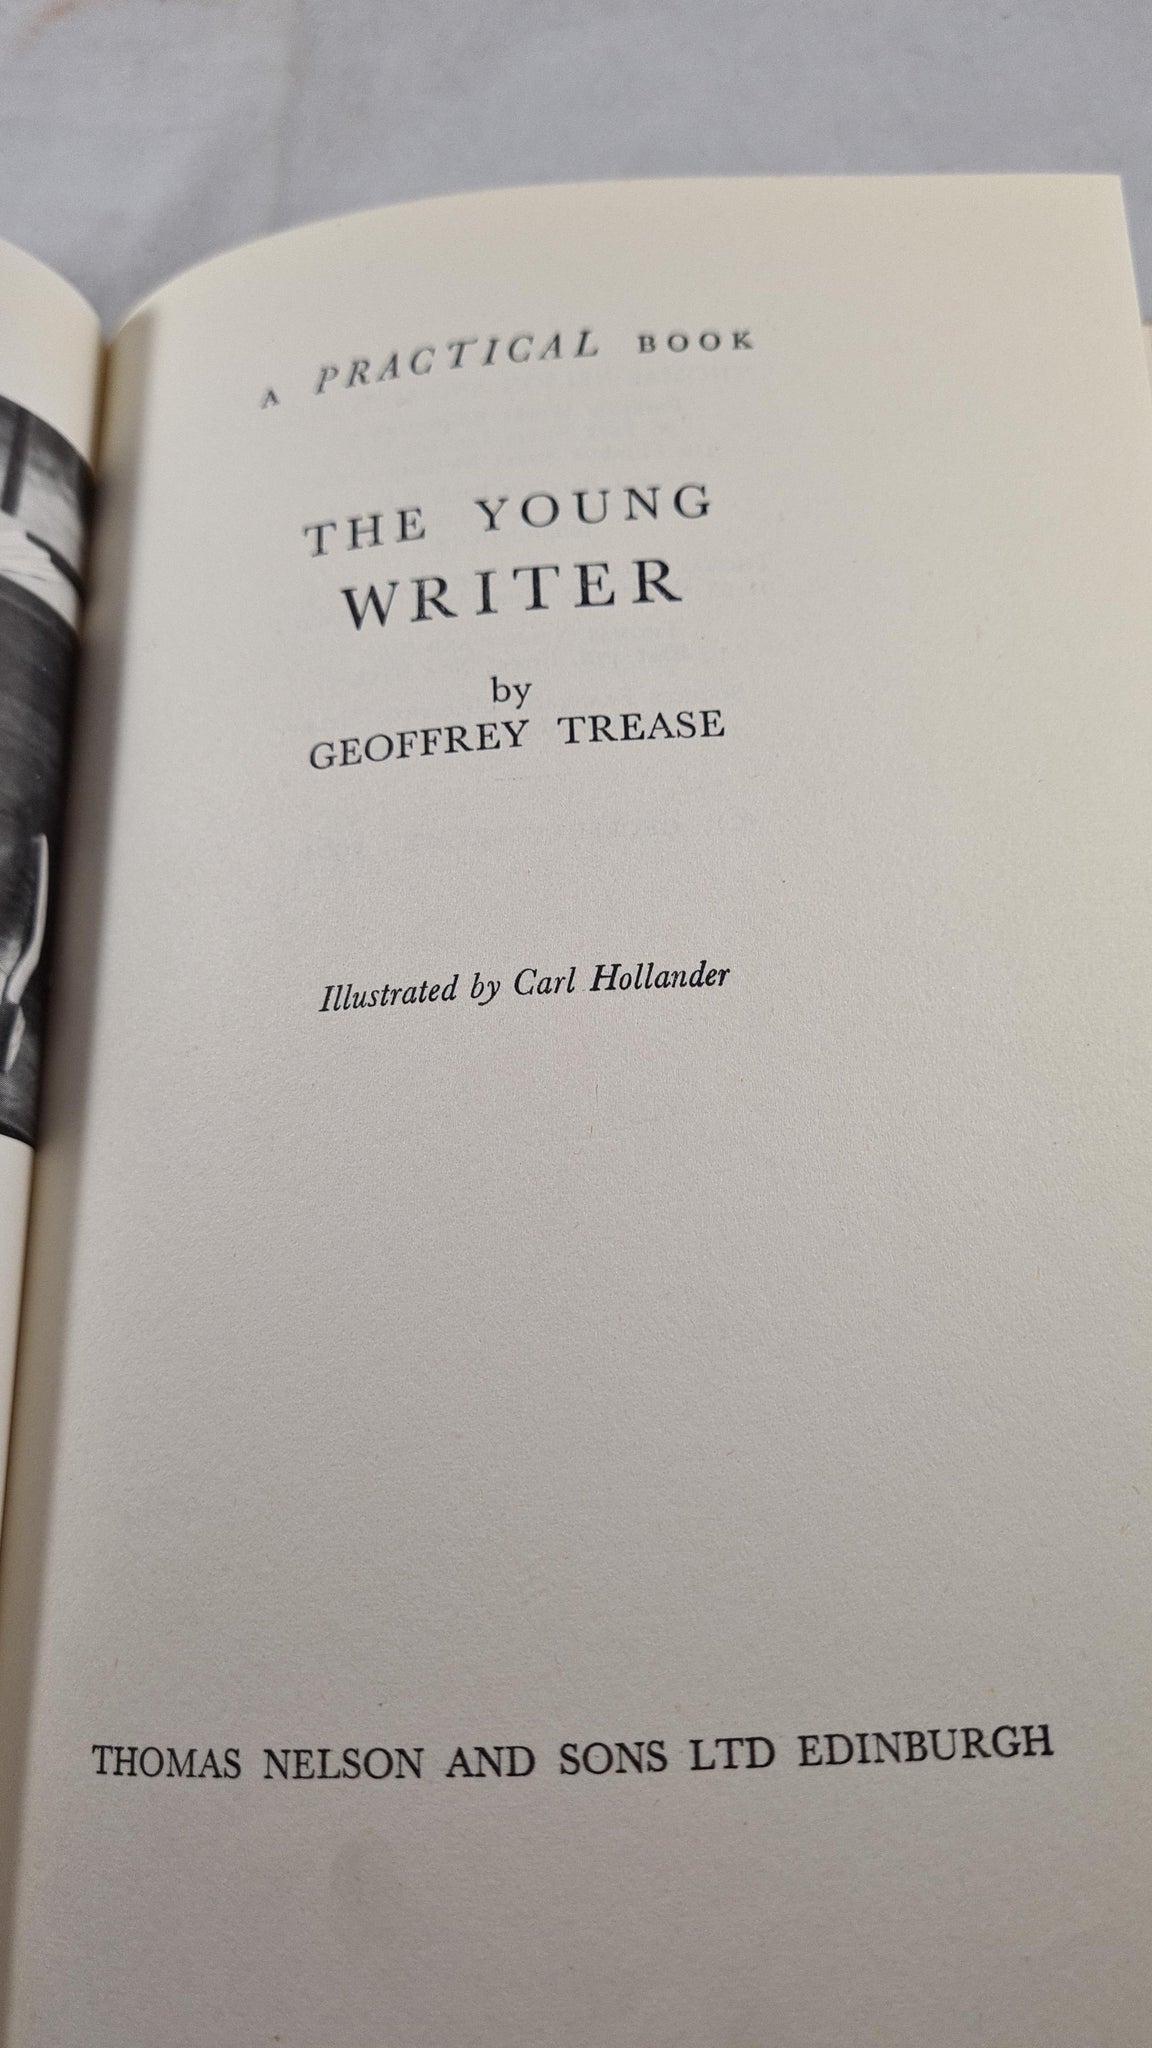 A PRACTICAL BOOK
THE YOUNG
WRITER
by
GEOFFREY TREASE
Illustrated by Carl Hollander
THOMAS NELSON AND SONS LTD EDINBURGH